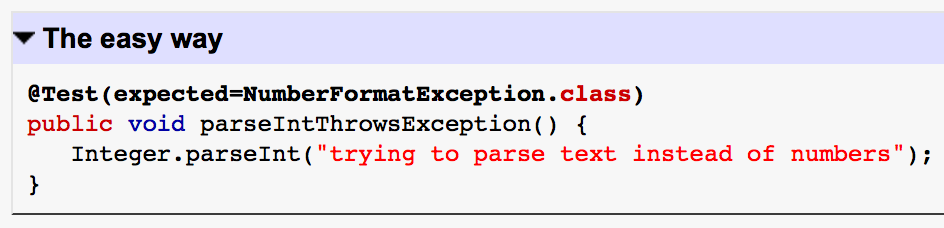 The easy way
@Test(expected=NumberFormatException.class)
public void parseIntThrowsException() {
   Integer.parseInt("trying to parse text instead of numbers");
}